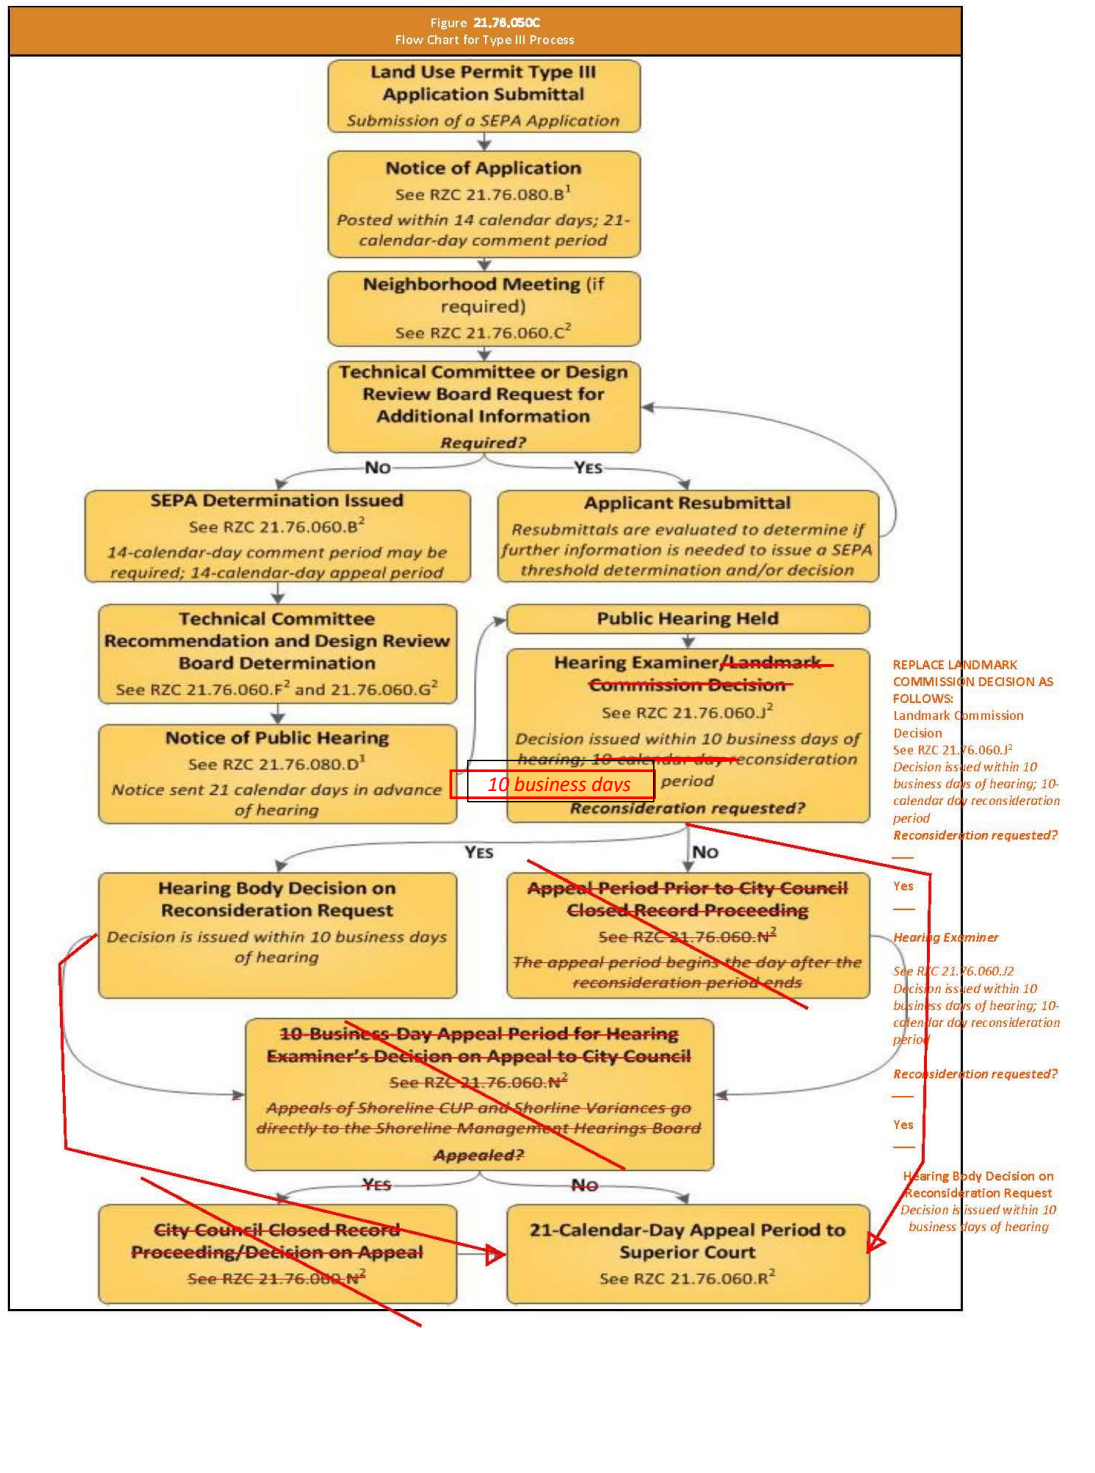 Figure 21.76.050C
Flow Chart for Type III Process
Land Use Permit Type III
Application Submittal
Submission of a SEPA Application
Notice of Application
See RZC 21.76.080.B1
Posted within 14 calendar days; 21-
calendar-day comment period
Neighborhood Meeting (if
required)
See RZC 21.76.060.C2
Technical Committee or Design
Review Board Request for
Additional Information
Required?
No
Yes
SEPA Determination Issued
See RZC 21.76.060.B2
14-calendar-day comment period may be
required; 14-calendar-day appeal period
Applicant Resubmittal
Resubmittals are evaluated to determine if
further information is needed to issue a SEPA
threshold determination and/or decision
Technical Committee
Recommendation and Design Review
Board Determination
See RZC 21.76.060.F2 and 21.76.060.G2
Notice of Public Hearing
See RZC 21.76.080.D1
Notice sent 21 calendar days in advance
of hearing
Public Hearing Held
Hearing Examiner/Landmark
Commission Decision
See RZC 21.76.060.J2
Decision issued within 10 business days of
hearing; 10-calendar day reconsideration
10 business days
period
Reconsideration requested?
REPLACE LANDMARK
COMMISSION DECISION AS
FOLLOWS:
Landmark Commission
Decision
See RZC 21.76.060.J2
Decision issued within 10
business days of hearing; 10-
calendar day reconsideration
period
Reconsideration requested?
Yes
Hearing Examiner
See RZC 21.76.060.J2
Decision issued within 10
business days of hearing; 10-
calendar day reconsideration
period
Reconsideration requested?
Yes
Hearing Body Decision on
Reconsideration Request
Decision is issued within 10
business days of hearing
Yes
No
Hearing Body Decision on
Reconsideration Request
Decision is issued within 10 business days
of hearing
Appeal Period Prior to City Council
Closed Record Proceeding
See RZC 21.76.060.N2
The appeal period begins the day after the
reconsideration period ends
10-Business-Day Appeal Period for Hearing
Examiner's Decision on Appeal to City Council
See RZC 21.76.060.N2
Appeals of Shoreline CUP and Shorline Variances go
directly to the Shoreline Management Hearings Board
Appealed?
Yes
No
City Council Closed Record
Proceeding/Decision on Appeal
See RZC 21.76.060.N2
21-Calendar-Day Appeal Period to
Superior Court
See RZC 21.76.060.R2